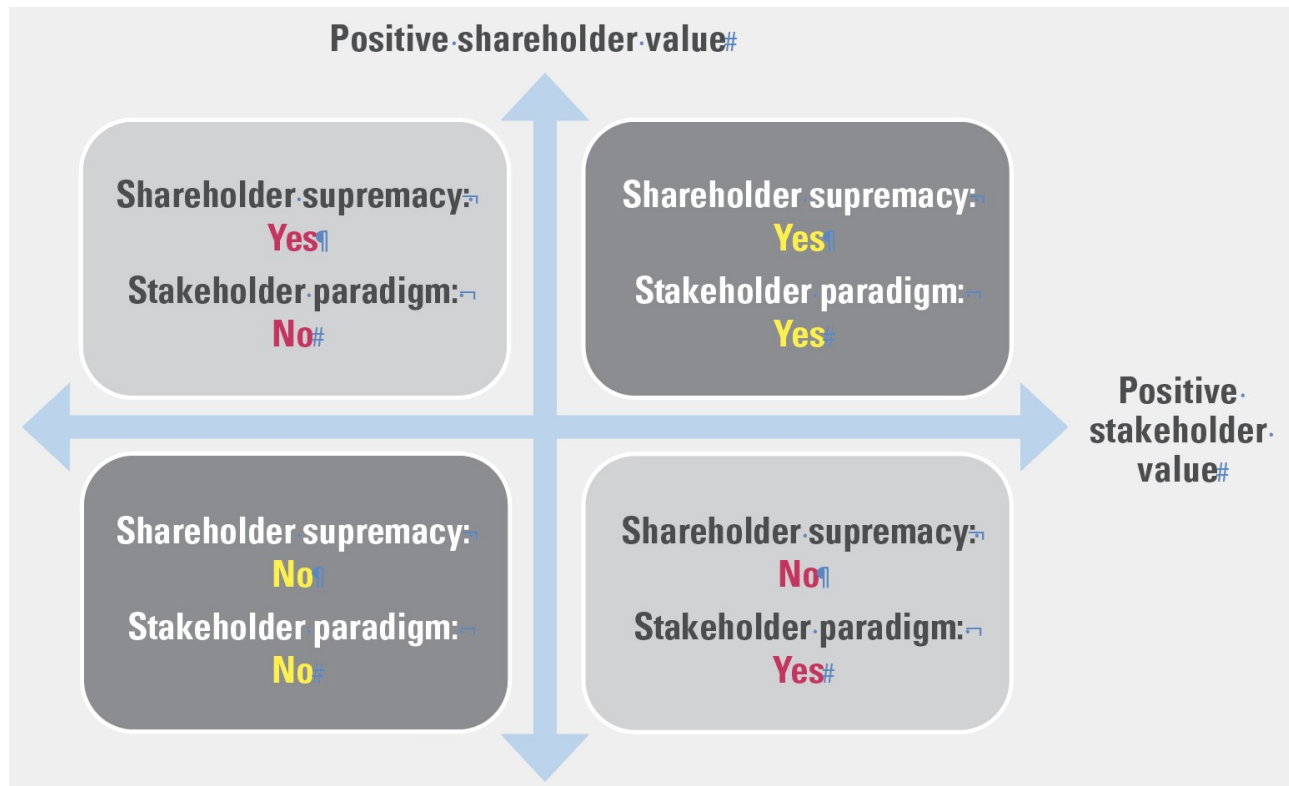 Positive shareholder value#
Shareholder supremacy:¬
Yes¶
Stakeholder paradigm:¬
No#
Shareholder supremacy:¬
Yes¶
Stakeholder paradigm:¬
Yes#
Positive
stakeholder
value#
Shareholder supremacy:¬
No¶
Stakeholder paradigm:¬
No#
Shareholder supremacy:¬
No¶
Stakeholder paradigm:¬
Yes#